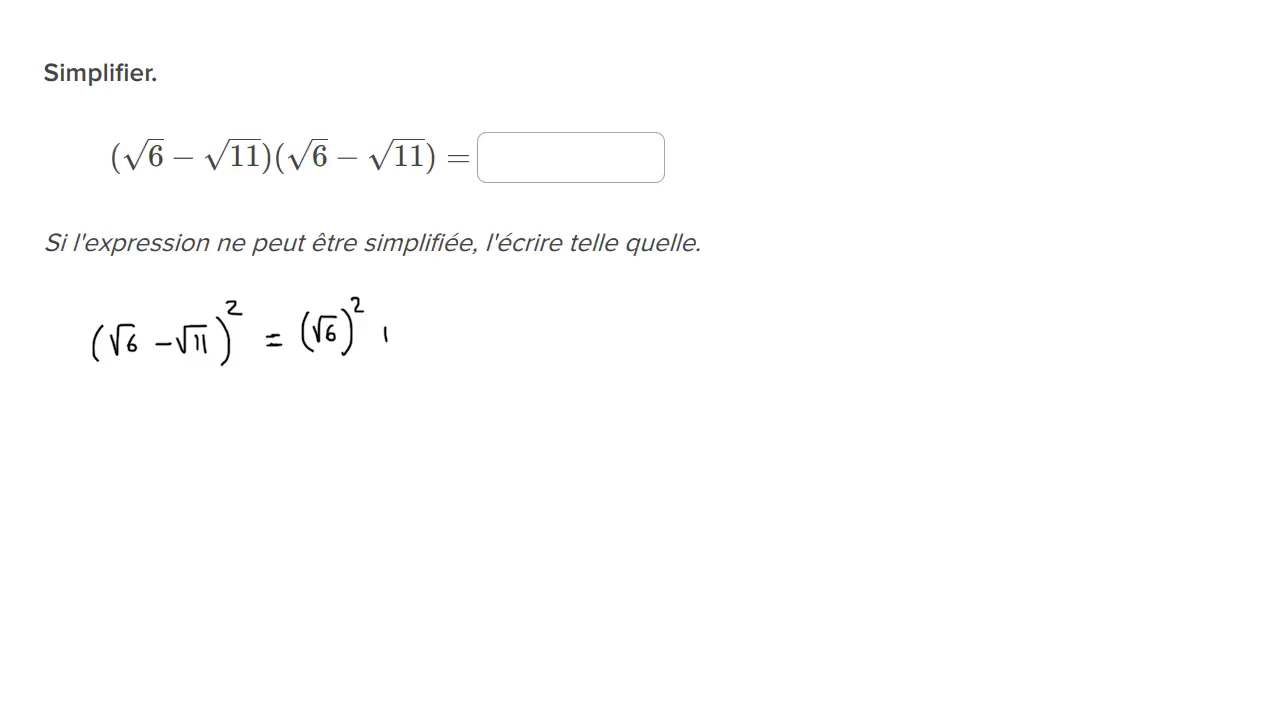 Simplifier.
(√6 − √11)(√6 − √11) =
Si l'expression ne peut être simplifiée, l'écrire telle quelle.
(√6 − √11)² = (√6)²